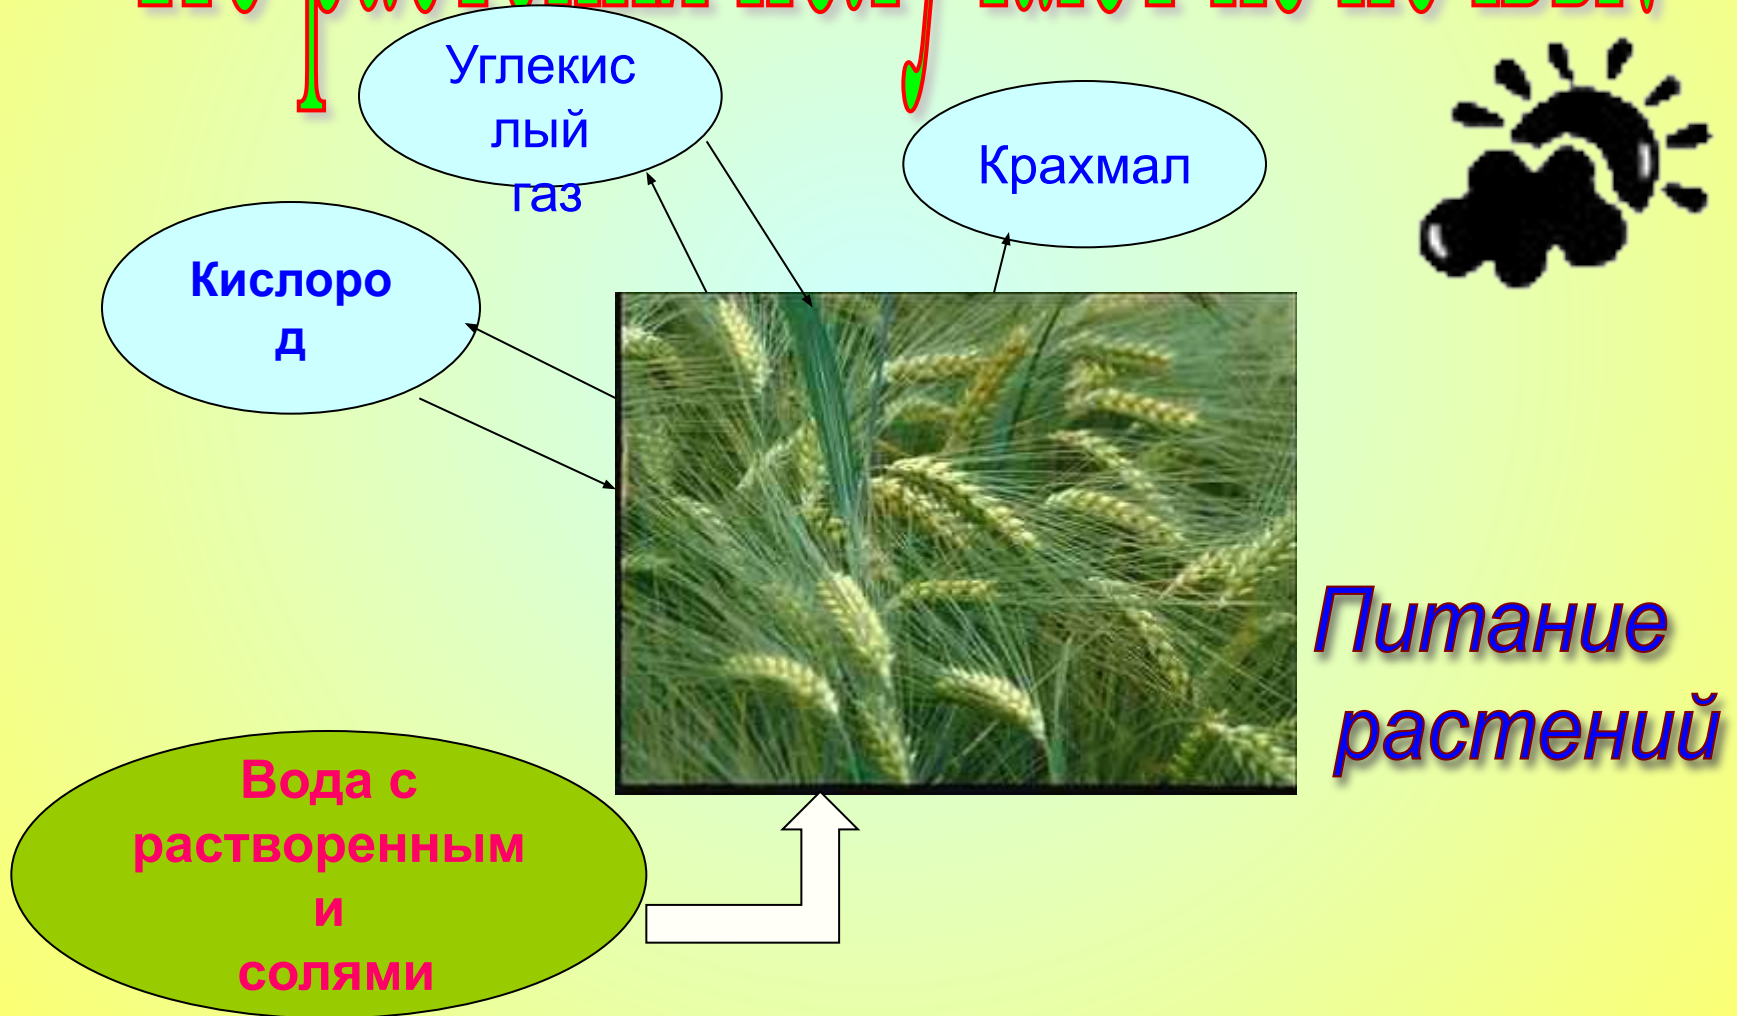 Углекис
лый
газ
Крахмал
Кислоро
д
Питание
растений
Вода с
растворенным
и
солями